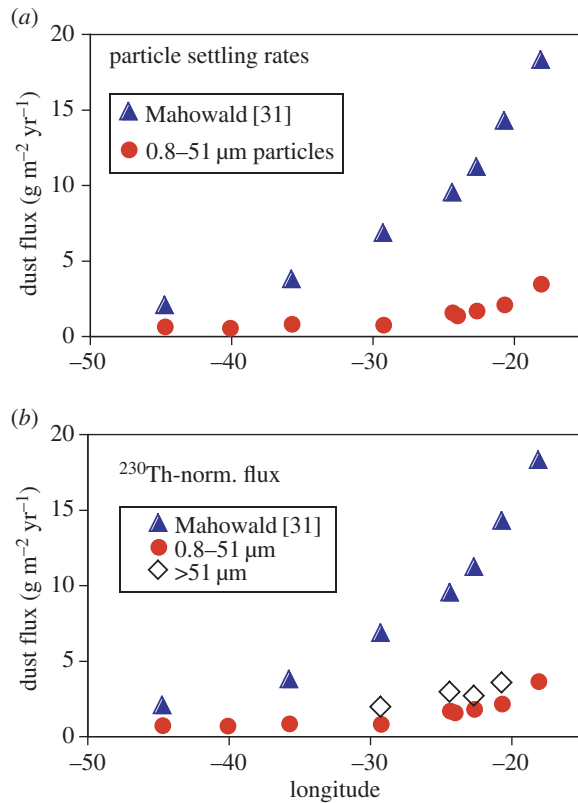 (a)
20
15
10
5
0
dust flux (g m⁻² yr⁻¹)
particle settling rates
Mahowald [31]
0.8–51 µm particles
–50 –40 –30 –20
(b)
20
15
10
5
0
dust flux (g m⁻² yr⁻¹)
²³⁰Th-norm. flux
Mahowald [31]
0.8–51 µm
>51 µm
–50 –40 –30 –20
longitude